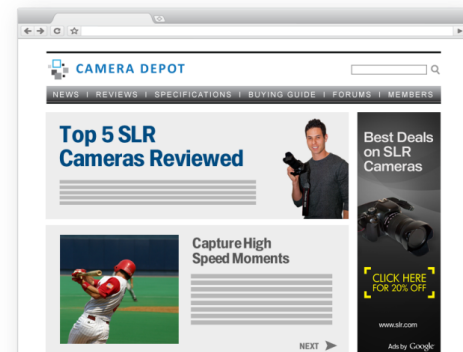 CAMERA DEPOT
NEWS | REVIEWS | SPECIFICATIONS | BUYING GUIDE | FORUMS | MEMBERS
Top 5 SLR
Cameras Reviewed
Best Deals
on SLR
Cameras
CLICK HERE
FOR 20% OFF
www.slr.com
Ads by Google
Capture High
Speed Moments
NEXT